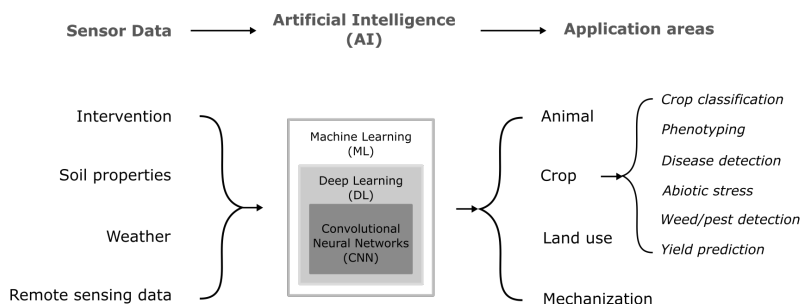 Sensor Data
Artificial Intelligence
(AI)
Application areas
Intervention
Soil properties
Weather
Remote sensing data
Machine Learning
(ML)
Deep Learning
(DL)
Convolutional
Neural Networks
(CNN)
Animal
Crop
Land use
Mechanization
Crop classification
Phenotyping
Disease detection
Abiotic stress
Weed/pest detection
Yield prediction